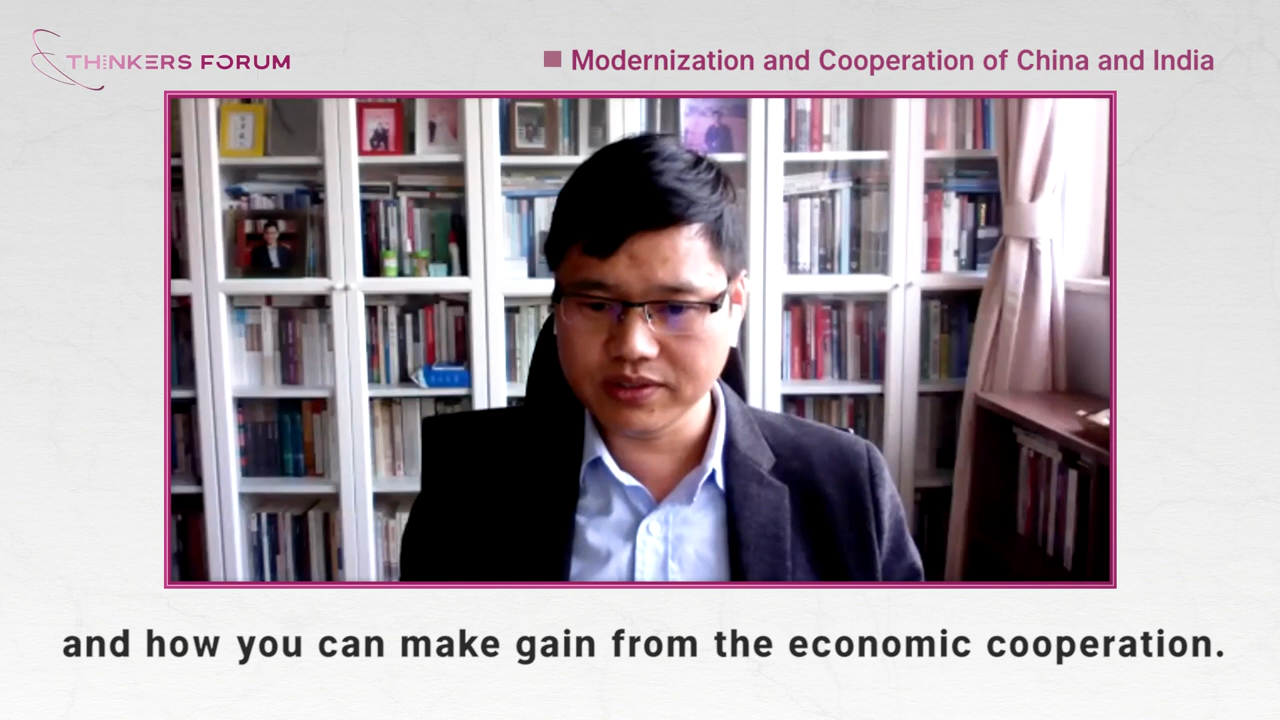 THINKERS FORUM
Modernization and Cooperation of China and India
and how you can make gain from the economic cooperation.